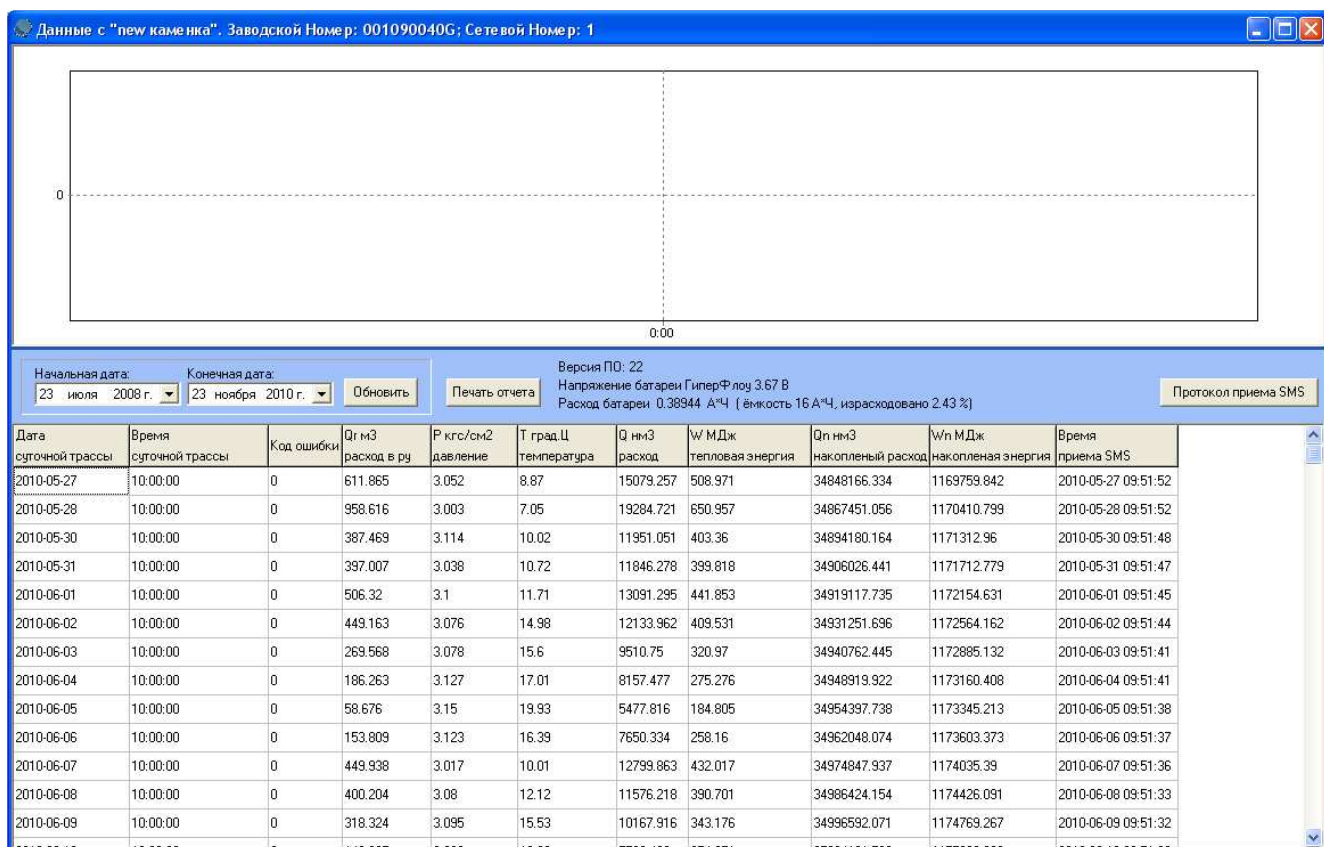 Данные с "new каменка". Заводской Номер: 001090040G; Сетевой Номер: 1
0
0:00
Начальная дата:
Конечная дата:
23 июля 2008 г.
23 ноября 2010 г.
Обновить
Печать отчета
Версия ПО: 22
Напряжение батареи ГиперФлоу 3.67 В
Расход батареи 0.38944 А*Ч ( ёмкость 16 А*Ч, израсходовано 2.43 %)
Протокол приема SMS
Дата суточной трассы Время суточной трассы Код ошибки Qr м3 расход в ру P кгс/см2 давление T град.Ц температура Q нм3 расход W МДж тепловая энергия Qn нм3 накопленый расход Wn МДж накопленая энергия Время приема SMS
2010-05-27 10:00:00 0 611.865 3.052 8.87 15079.257 508.971 34848166.334 1169759.842 2010-05-27 09:51:52
2010-05-28 10:00:00 0 958.616 3.003 7.05 19284.721 650.957 34867451.056 1170410.799 2010-05-28 09:51:52
2010-05-30 10:00:00 0 387.469 3.114 10.02 11951.051 403.36 34894180.164 1171312.96 2010-05-30 09:51:48
2010-05-31 10:00:00 0 397.007 3.038 10.72 11846.278 399.818 34906026.441 1171712.779 2010-05-31 09:51:47
2010-06-01 10:00:00 0 506.32 3.1 11.71 13091.295 441.853 34919117.735 1172154.631 2010-06-01 09:51:45
2010-06-02 10:00:00 0 449.163 3.076 14.98 12133.962 409.531 34931251.696 1172564.162 2010-06-02 09:51:44
2010-06-03 10:00:00 0 269.568 3.078 15.6 9510.75 320.97 34940762.445 1172885.132 2010-06-03 09:51:41
2010-06-04 10:00:00 0 186.263 3.127 17.01 8157.477 275.276 34948919.922 1173160.408 2010-06-04 09:51:41
2010-06-05 10:00:00 0 58.676 3.15 19.93 5477.816 184.805 34954397.738 1173345.213 2010-06-05 09:51:38
2010-06-06 10:00:00 0 153.809 3.123 16.39 7650.334 258.16 34962048.074 1173603.373 2010-06-06 09:51:37
2010-06-07 10:00:00 0 449.938 3.017 10.01 12799.863 432.017 34974847.937 1174035.39 2010-06-07 09:51:36
2010-06-08 10:00:00 0 400.204 3.08 12.12 11576.218 390.701 34986424.154 1174426.091 2010-06-08 09:51:33
2010-06-09 10:00:00 0 318.324 3.095 15.53 10167.916 343.176 34996592.071 1174769.267 2010-06-09 09:51:32